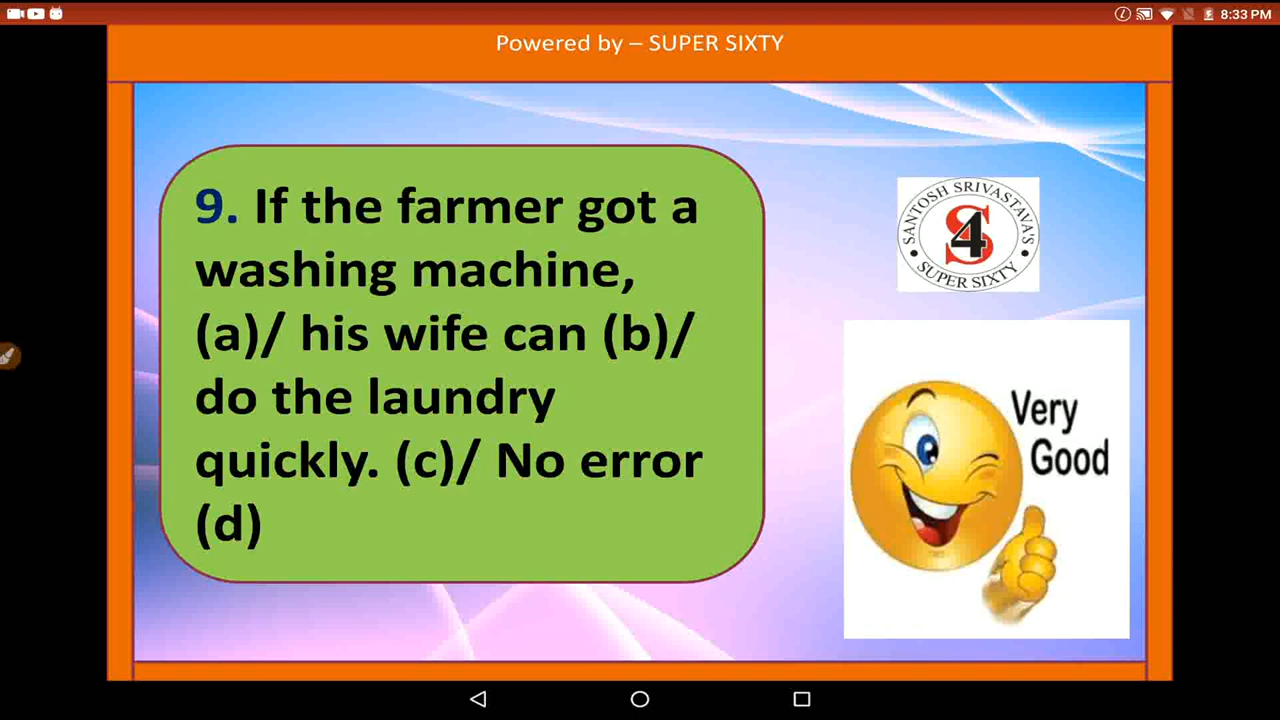 8:33 PM
Powered by – SUPER SIXTY
9. If the farmer got a
washing machine,
(a)/ his wife can (b)/
do the laundry
quickly. (c)/ No error
(d)
SANTOSH SRIVASTAVA'S
S4
SUPER SIXTY
Very
Good